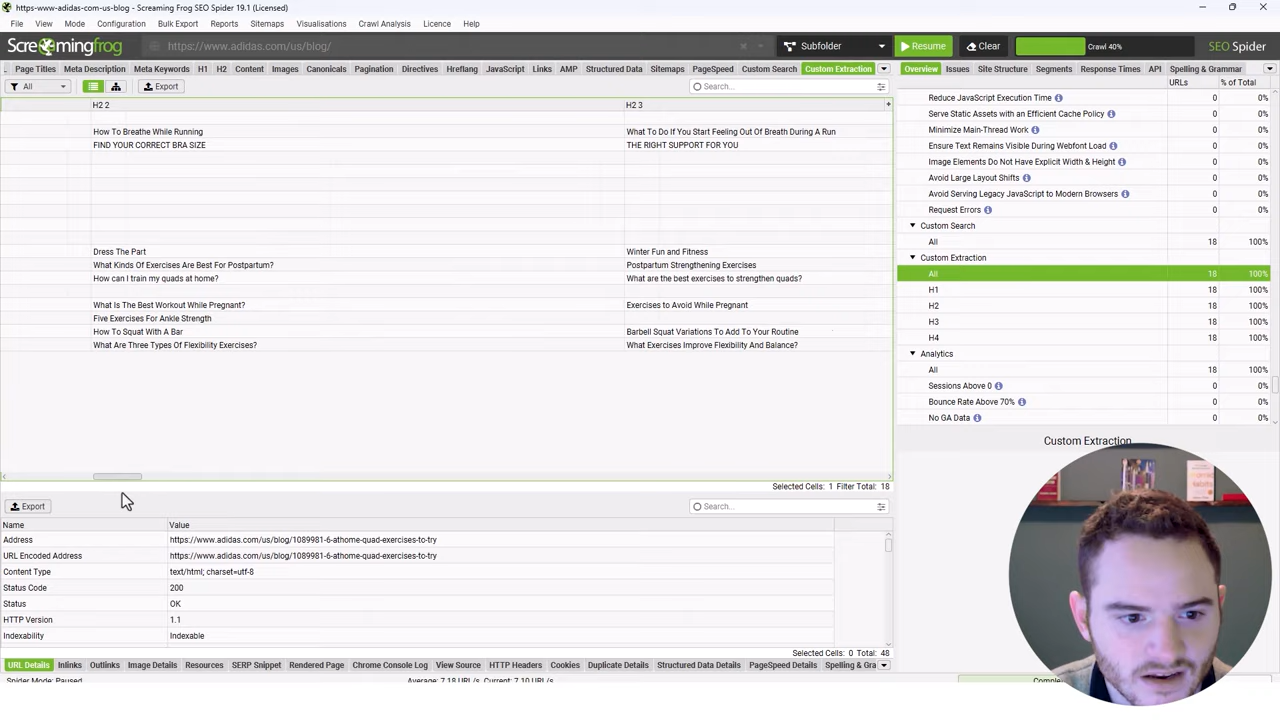 https-www-adidas-com-us-blog - Screaming Frog SEO Spider 19.1 (Licensed)
File View Mode Configuration Bulk Export Reports Sitemaps Visualisations Crawl Analysis Licence Help
Screamingfrog https://www.adidas.com/us/blog/ Subfolder Resume Clear Crawl 40% SEO Spider
Page Titles Meta Description Meta Keywords H1 H2 Content Images Canonicals Pagination Directives Hreflang JavaScript Links AMP Structured Data Sitemaps PageSpeed Custom Search Custom Extraction
All Export Search...
H2 2 H2 3
How To Breathe While Running What To Do If You Start Feeling Out Of Breath During A Run
FIND YOUR CORRECT BRA SIZE THE RIGHT SUPPORT FOR YOU
Dress The Part Winter Fun and Fitness
What Kinds Of Exercises Are Best For Postpartum? Postpartum Strengthening Exercises
How can I train my quads at home? What are the best exercises to strengthen quads?
What Is The Best Workout While Pregnant? Exercises to Avoid While Pregnant
Five Exercises For Ankle Strength
How To Squat With A Bar Barbell Squat Variations To Add To Your Routine
What Are Three Types Of Flexibility Exercises? What Exercises Improve Flexibility And Balance?
Selected Cells: 1 Filter Total: 18
Export Search...
Name Value
Address https://www.adidas.com/us/blog/1089981-6-athome-quad-exercises-to-try
URL Encoded Address https://www.adidas.com/us/blog/1089981-6-athome-quad-exercises-to-try
Content Type text/html; charset=utf-8
Status Code 200
Status OK
HTTP Version 1.1
Indexability Indexable
Selected Cells: 0 Total: 48
URL Details Inlinks Outlinks Image Details Resources SERP Snippet Rendered Page Chrome Console Log View Source HTTP Headers Cookies Duplicate Details Structured Data Details PageSpeed Details Spelling & Gra
Spider Mode: Paused Average: 7.18 URL/s. Current: 7.10 URL/s.
Overview Issues Site Structure Segments Response Times API Spelling & Grammar
URLs % of Total
Reduce JavaScript Execution Time 0 0%
Serve Static Assets with an Efficient Cache Policy 0 0%
Minimize Main-Thread Work 0 0%
Ensure Text Remains Visible During Webfont Load 0 0%
Image Elements Do Not Have Explicit Width & Height 0 0%
Avoid Large Layout Shifts 0 0%
Avoid Serving Legacy JavaScript to Modern Browsers 0 0%
Request Errors 0 0%
Custom Search
All 18 100%
Custom Extraction
All 18 100%
H1 18 100%
H2 18 100%
H3 18 100%
H4 18 100%
Analytics
All 18 100%
Sessions Above 0 0 0%
Bounce Rate Above 70% 0 0%
No GA Data 0 0%
Custom Extraction